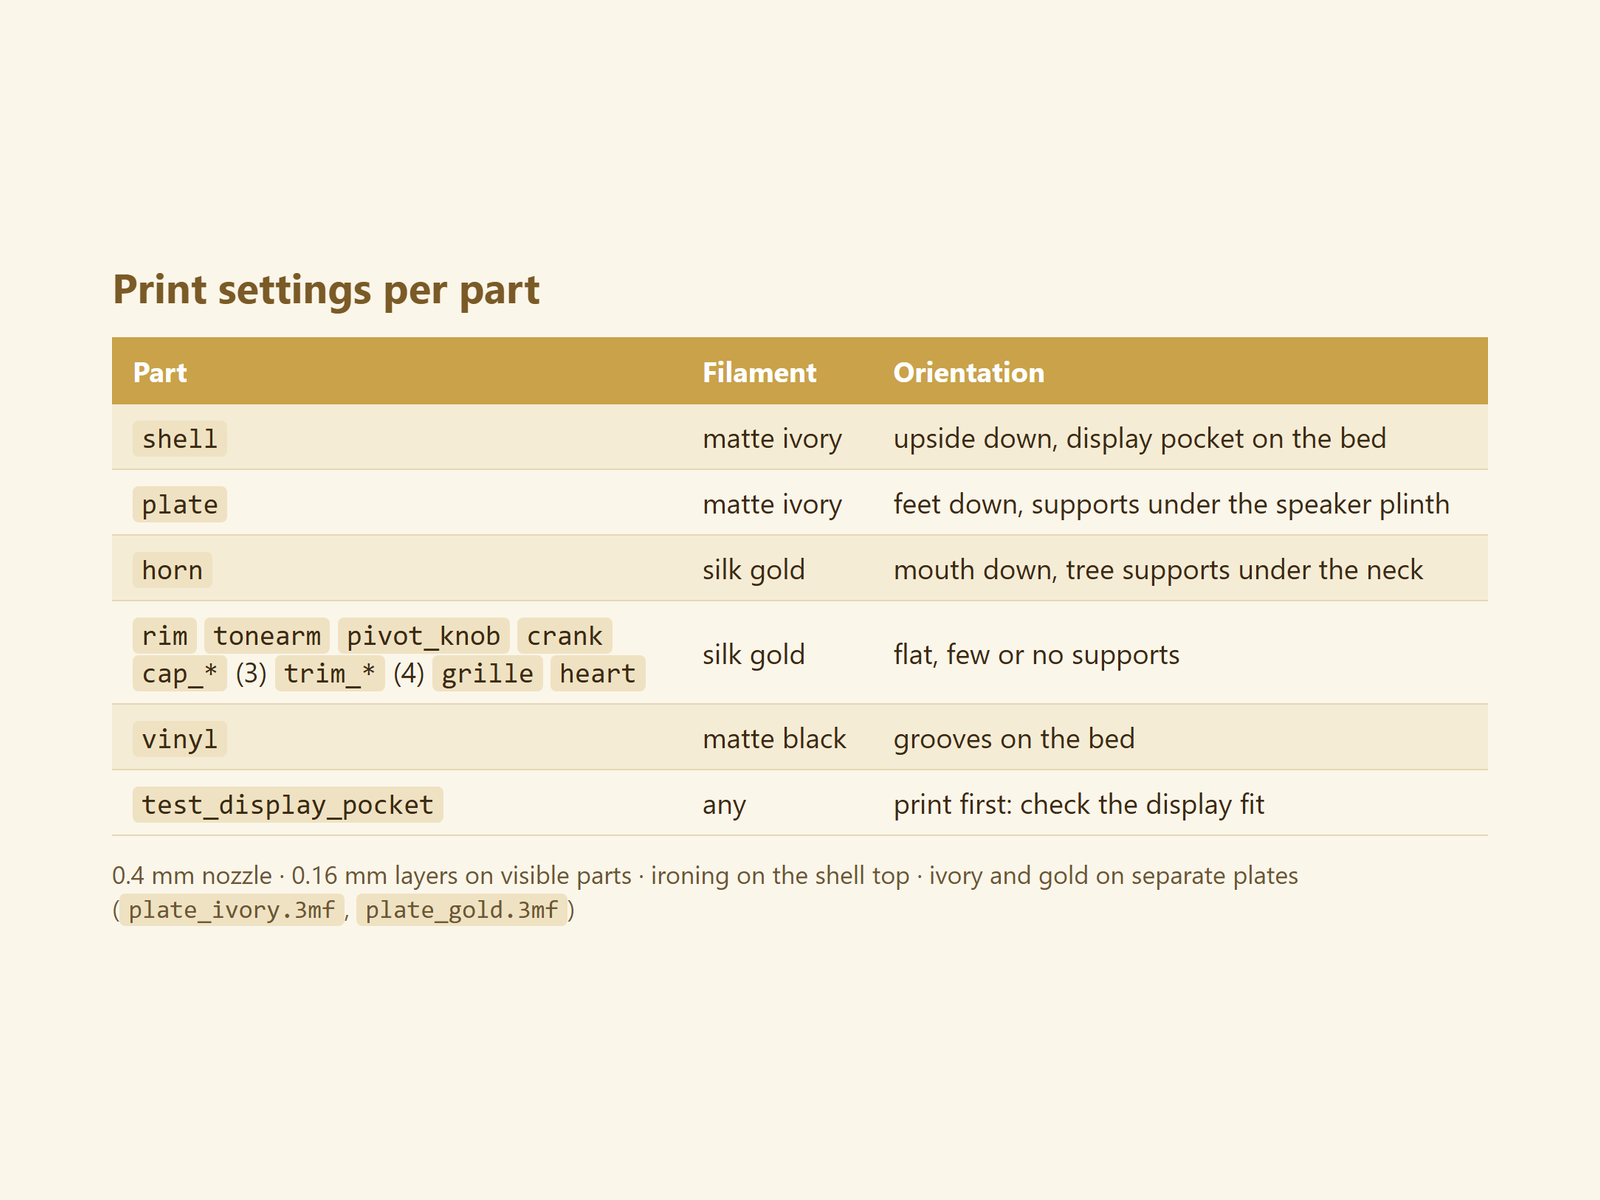 Print settings per part
Part Filament Orientation
shell matte ivory upside down, display pocket on the bed
plate matte ivory feet down, supports under the speaker plinth
horn silk gold mouth down, tree supports under the neck
rim tonearm pivot_knob crank
cap_* (3) trim_* (4) grille heart
silk gold flat, few or no supports
vinyl matte black grooves on the bed
test_display_pocket any print first: check the display fit
0.4 mm nozzle · 0.16 mm layers on visible parts · ironing on the shell top · ivory and gold on separate plates
(plate_ivory.3mf, plate_gold.3mf)